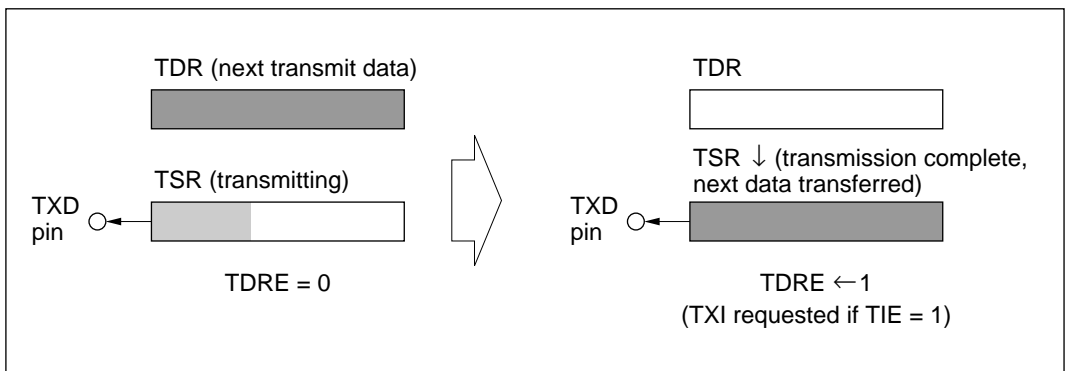 TDR (next transmit data)
TSR (transmitting)
TXD
pin
TDRE = 0
TDR
TSR ↓ (transmission complete,
next data transferred)
TXD
pin
TDRE ←1
(TXI requested if TIE = 1)